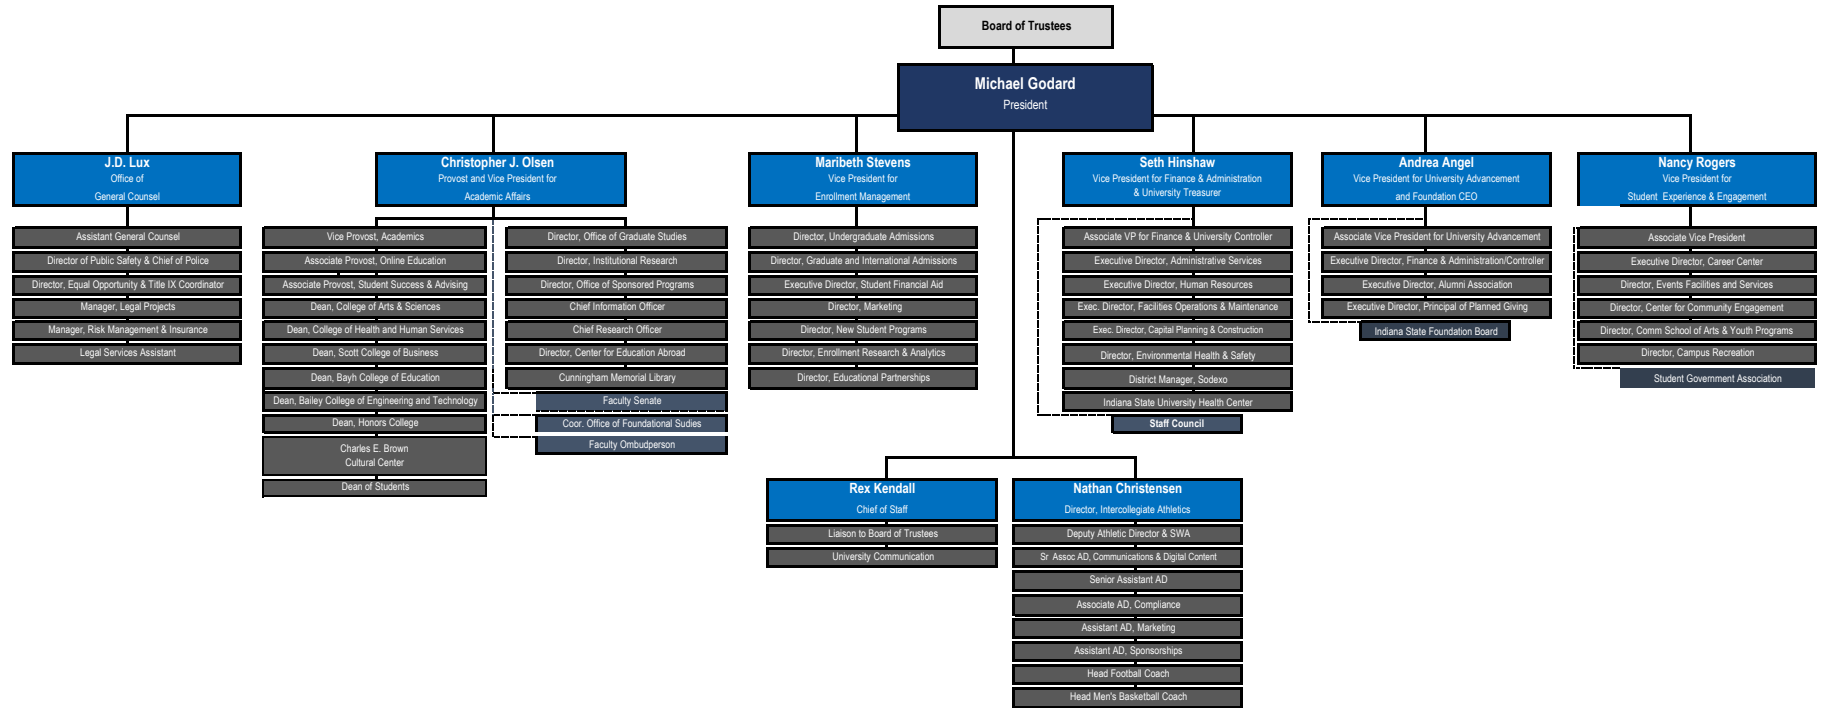 Board of Trustees
Michael Godard
President
J.D. Lux
Office of
General Counsel
Assistant General Counsel
Director of Public Safety & Chief of Police
Director, Equal Opportunity & Title IX Coordinator
Manager, Legal Projects
Manager, Risk Management & Insurance
Legal Services Assistant
Christopher J. Olsen
Provost and Vice President for
Academic Affairs
Vice Provost, Academics
Associate Provost, Online Education
Associate Provost, Student Success & Advising
Dean, College of Arts & Sciences
Dean, College of Health and Human Services
Dean, Scott College of Business
Dean, Bayh College of Education
Dean, Bailey College of Engineering and Technology
Dean, Honors College
Charles E. Brown
Cultural Center
Dean of Students
Director, Office of Graduate Studies
Director, Institutional Research
Director, Office of Sponsored Programs
Chief Information Officer
Chief Research Officer
Director, Center for Education Abroad
Cunningham Memorial Library
Faculty Senate
Coor. Office of Foundational Sudies
Faculty Ombudperson
Maribeth Stevens
Vice President for
Enrollment Management
Director, Undergraduate Admissions
Director, Graduate and International Admissions
Executive Director, Student Financial Aid
Director, Marketing
Director, New Student Programs
Director, Enrollment Research & Analytics
Director, Educational Partnerships
Seth Hinshaw
Vice President for Finance & Administration
& University Treasurer
Associate VP for Finance & University Controller
Executive Director, Administrative Services
Executive Director, Human Resources
Exec. Director, Facilities Operations & Maintenance
Exec. Director, Capital Planning & Construction
Director, Environmental Health & Safety
District Manager, Sodexo
Indiana State University Health Center
Staff Council
Andrea Angel
Vice President for University Advancement
and Foundation CEO
Associate Vice President for University Advancement
Executive Director, Finance & Administration/Controller
Executive Director, Alumni Association
Executive Director, Principal of Planned Giving
Indiana State Foundation Board
Nancy Rogers
Vice President for
Student Experience & Engagement
Associate Vice President
Executive Director, Career Center
Director, Events Facilities and Services
Director, Center for Community Engagement
Director, Comm School of Arts & Youth Programs
Director, Campus Recreation
Student Government Association
Rex Kendall
Chief of Staff
Liaison to Board of Trustees
University Communication
Nathan Christensen
Director, Intercollegiate Athletics
Deputy Athletic Director & SWA
Sr Assoc AD, Communications & Digital Content
Senior Assistant AD
Associate AD, Compliance
Assistant AD, Marketing
Assistant AD, Sponsorships
Head Football Coach
Head Men's Basketball Coach